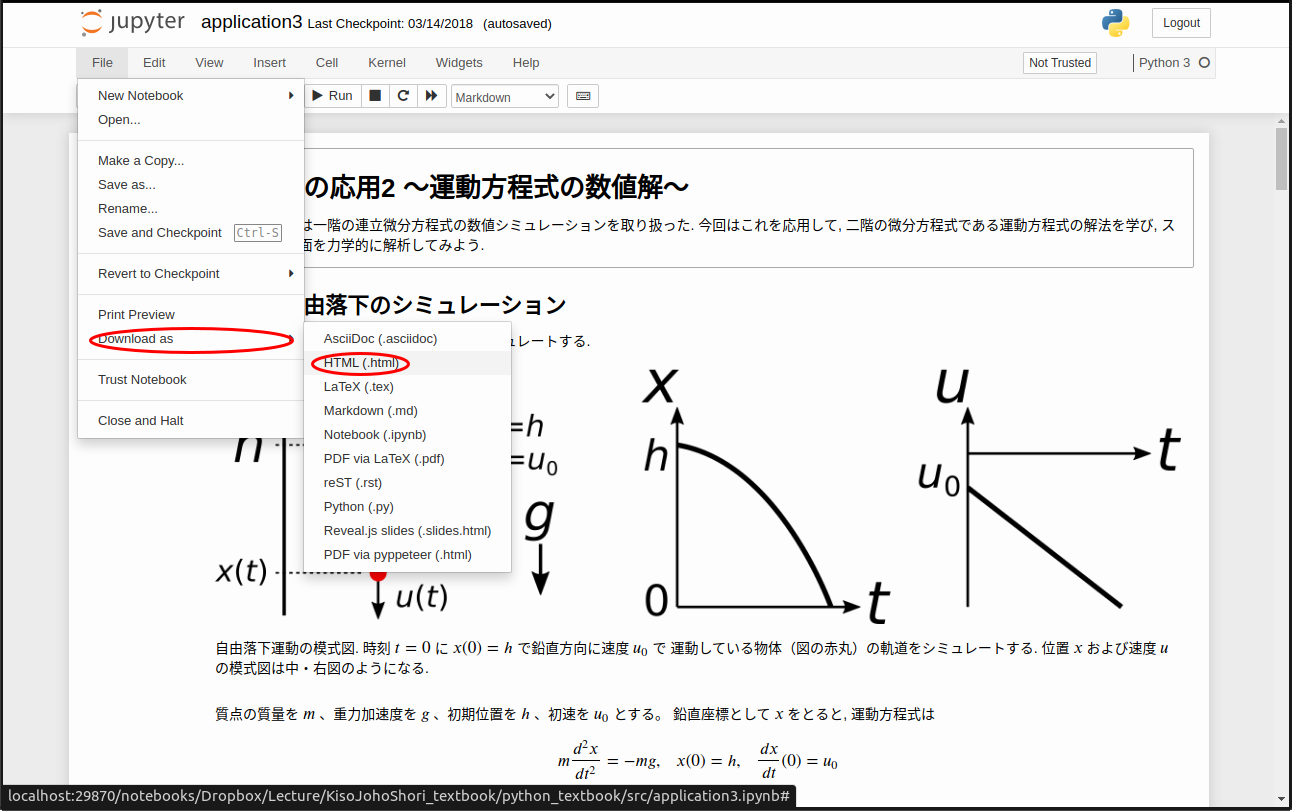 jupyter application3 Last Checkpoint: 03/14/2018 (autosaved) Logout
File Edit View Insert Cell Kernel Widgets Help Not Trusted Python 3
Run Markdown
New Notebook
Open...
Make a Copy...
Save as...
Rename...
Save and Checkpoint Ctrl-S
Revert to Checkpoint
Print Preview
Download as
Trust Notebook
Close and Halt
AsciiDoc (.asciidoc)
HTML (.html)
LaTeX (.tex)
Markdown (.md)
Notebook (.ipynb)
PDF via LaTeX (.pdf)
reST (.rst)
Python (.py)
Reveal.js slides (.slides.html)
PDF via pyppeteer (.html)
の応用2 〜運動方程式の数値解〜
は一階の連立微分方程式の数値シミュレーションを取り扱った. 今回はこれを応用して, 二階の微分方程式である運動方程式の解法を学び, ス
面を力学的に解析してみよう.
由落下のシミュレーション
ュレートする.
h
=h
=u₀
g
x(t)
u(t)
x
h
0
t
u
u₀
t
自由落下運動の模式図. 時刻 t = 0 に x(0) = h で鉛直方向に速度 u₀ で 運動している物体（図の赤丸）の軌道をシミュレートする. 位置 x および速度 u
の模式図は中・右図のようになる.
質点の質量を m 、重力加速度を g 、初期位置を h 、初速を u₀ とする。 鉛直座標として x をとると, 運動方程式は
m d²x/dt² = −mg, x(0) = h, dx/dt (0) = u₀
localhost:29870/notebooks/Dropbox/Lecture/KisoJohoShori_textbook/python_textbook/src/application3.ipynb#